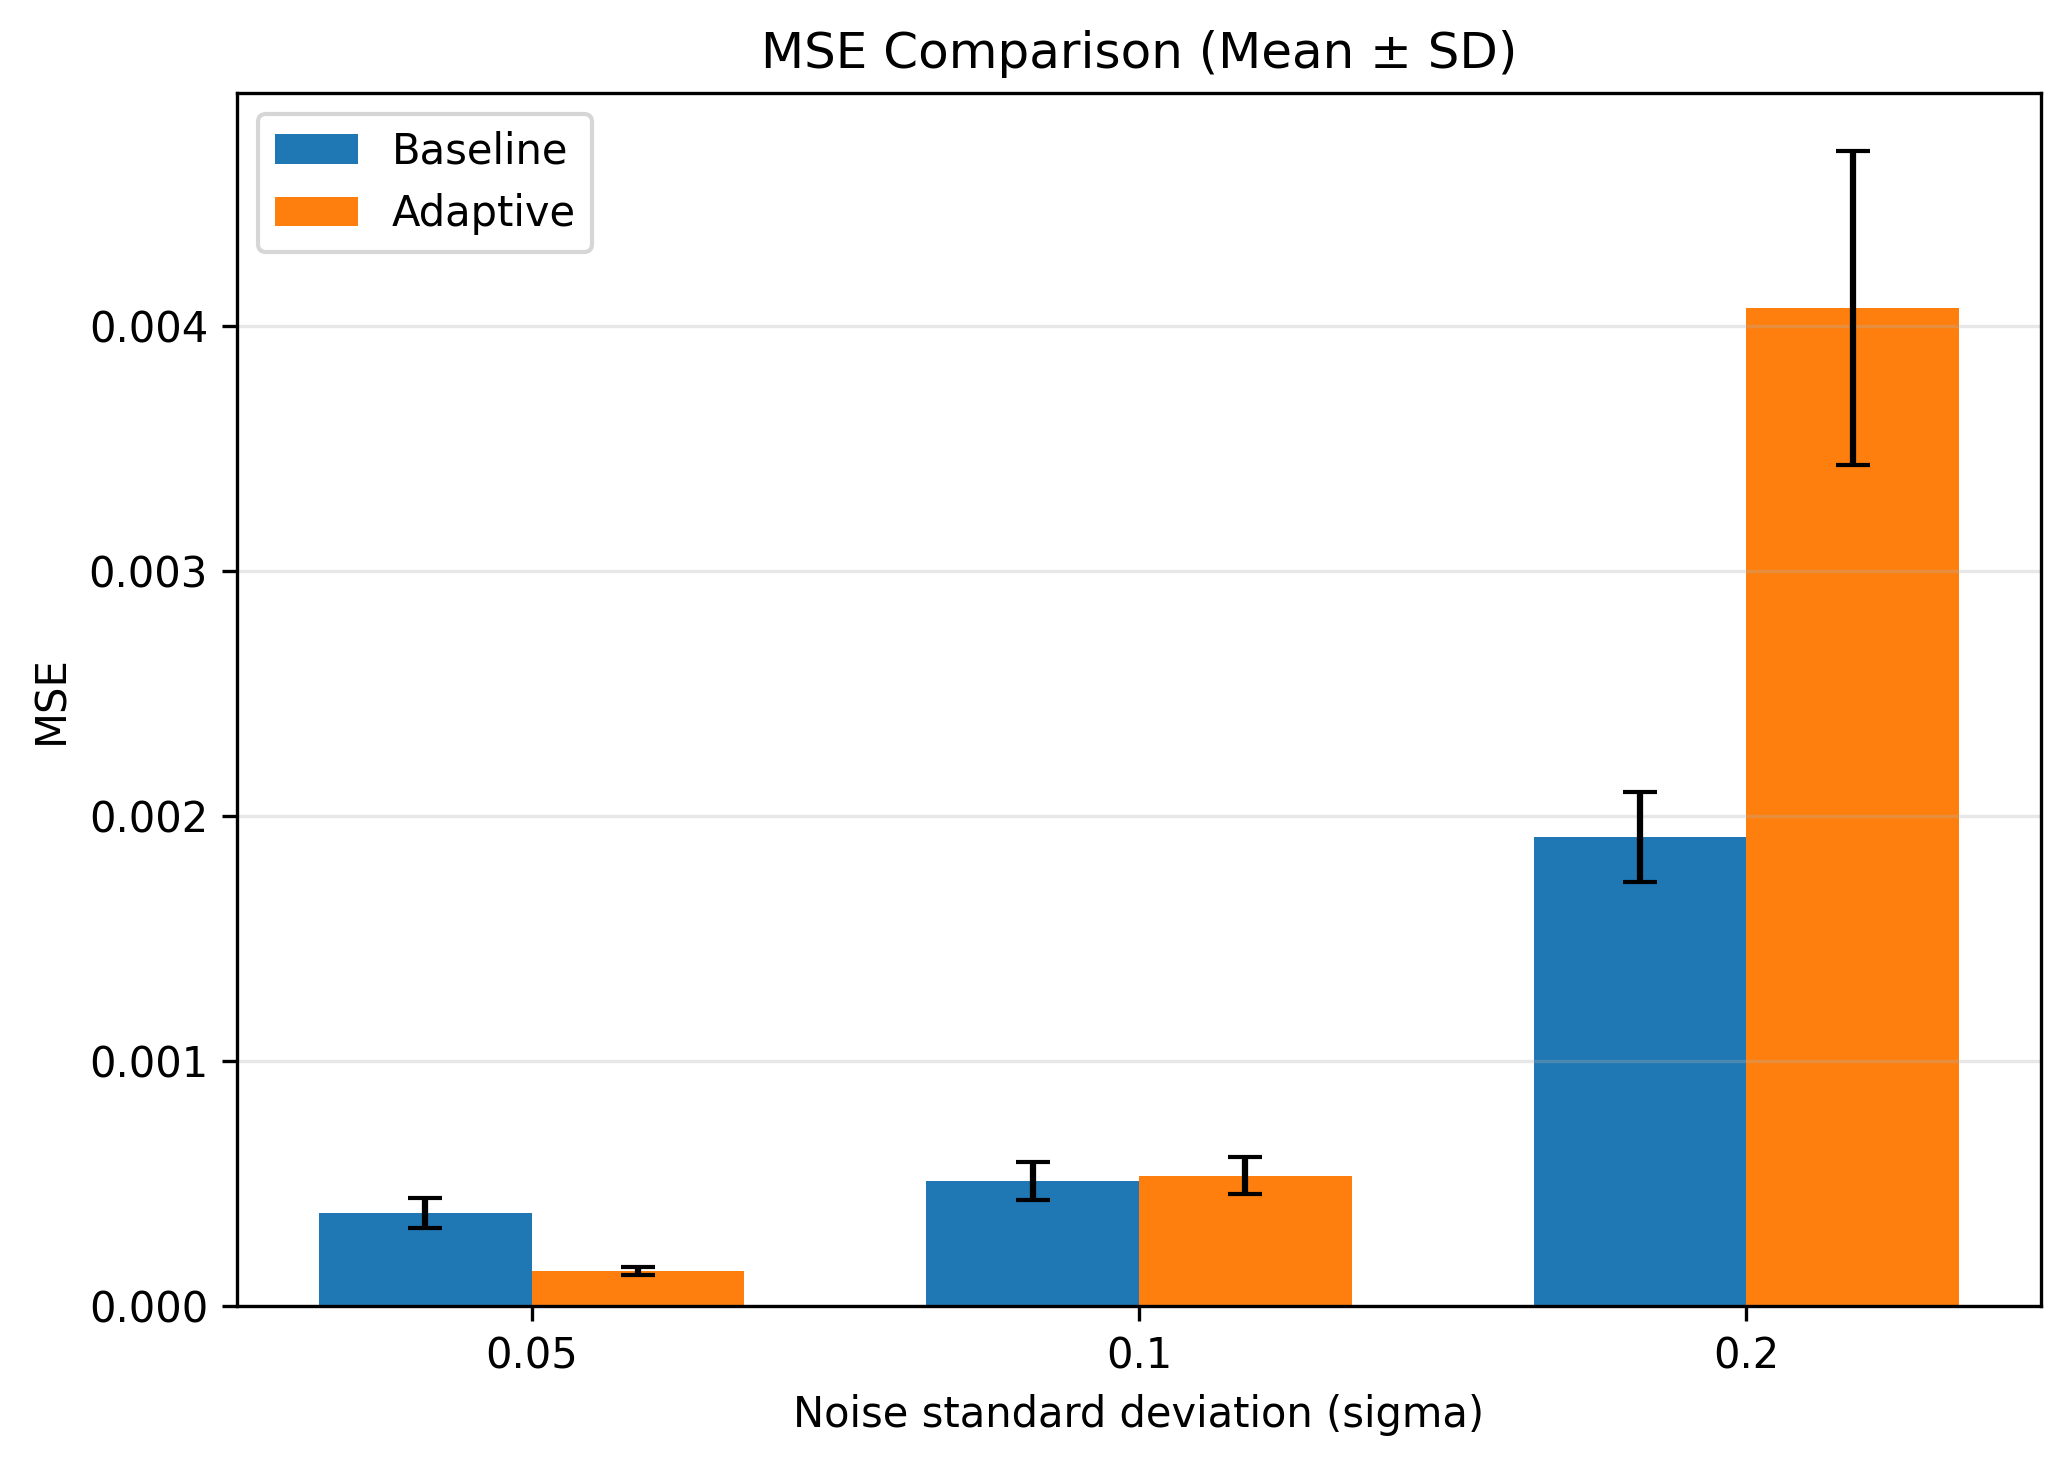 MSE Comparison (Mean ± SD)
Baseline
Adaptive
0.004
0.003
0.002
0.001
0.000
MSE
0.05
0.1
0.2
Noise standard deviation (sigma)